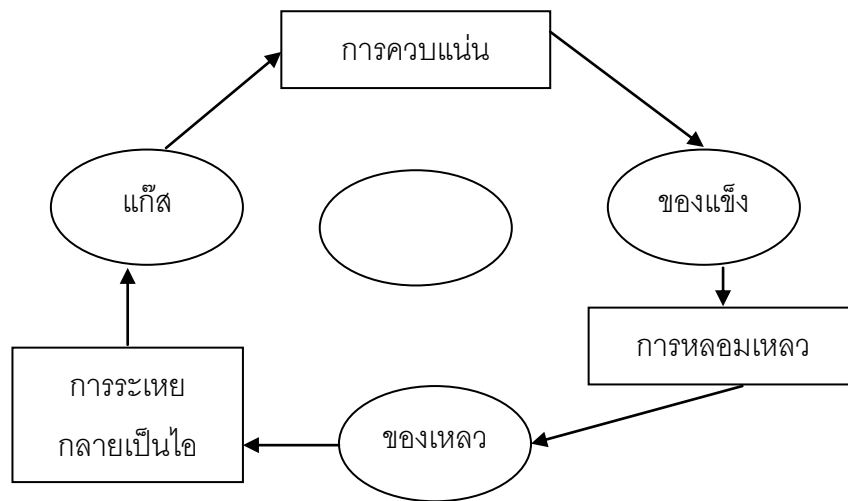 การควบแน่น
แก๊ส
ของแข็ง
การหลอมเหลว
การระเหย
กลายเป็นไอ
ของเหลว